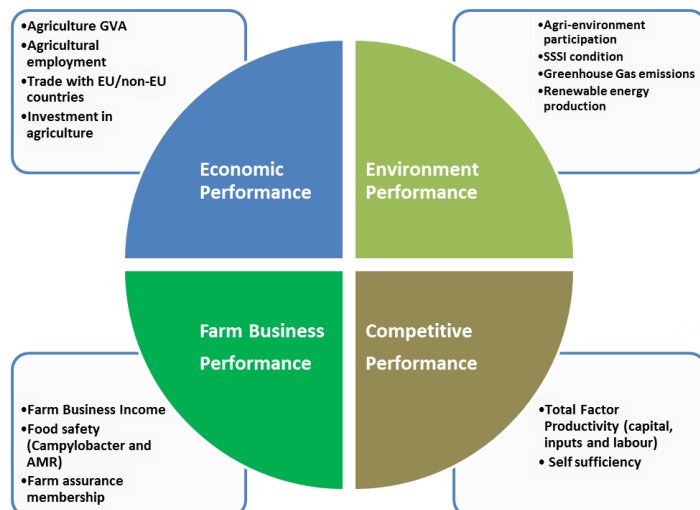 •Agriculture GVA
•Agricultural
employment
•Trade with EU/non-EU
countries
•Investment in
agriculture
•Agri-environment
participation
•SSSI condition
•Greenhouse Gas emissions
•Renewable energy
production
Economic
Performance
Environment
Performance
Farm Business
Performance
Competitive
Performance
•Farm Business Income
•Food safety
(Campylobacter and
AMR)
•Farm assurance
membership
•Total Factor
Productivity (capital,
inputs and labour)
• Self sufficiency